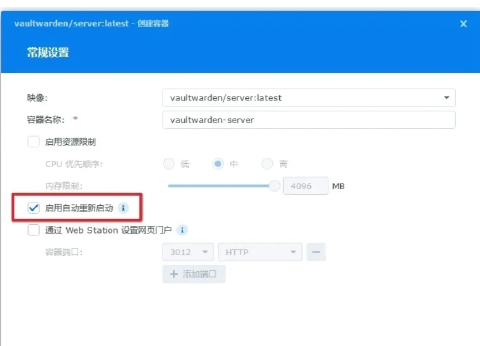 vaultwarden/server:latest - 创建容器
常规设置
映像: vaultwarden/server:latest
容器名称: * vaultwarden-server
启用资源限制
CPU 优先顺序: 低 中 高
内存限制: 4096 MB
启用自动重新启动
通过 Web Station 设置网页门户
容器端口: 3012 HTTP
+ 添加端口